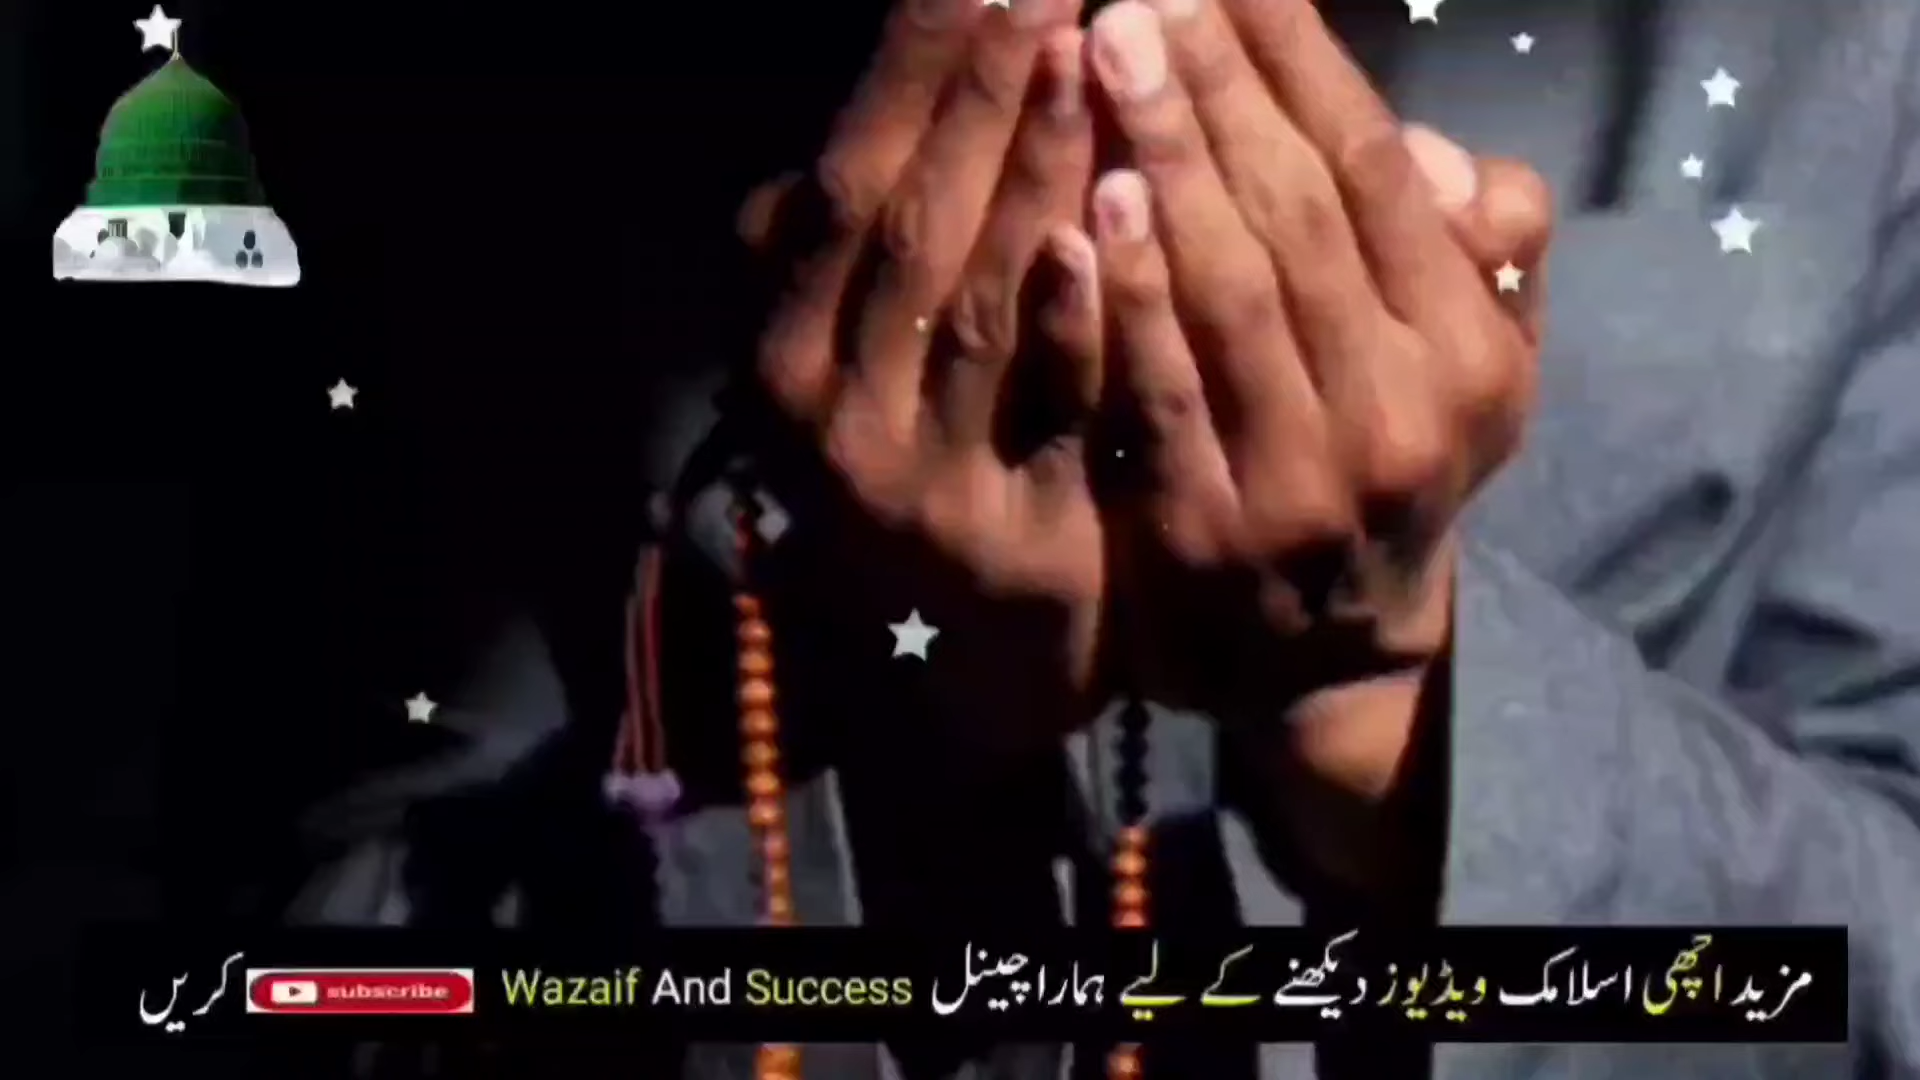 مزید اچھی اسلامک ویڈیوز دیکھنے کے لیے ہمارا چینل Wazaif And Success subscribe کریں